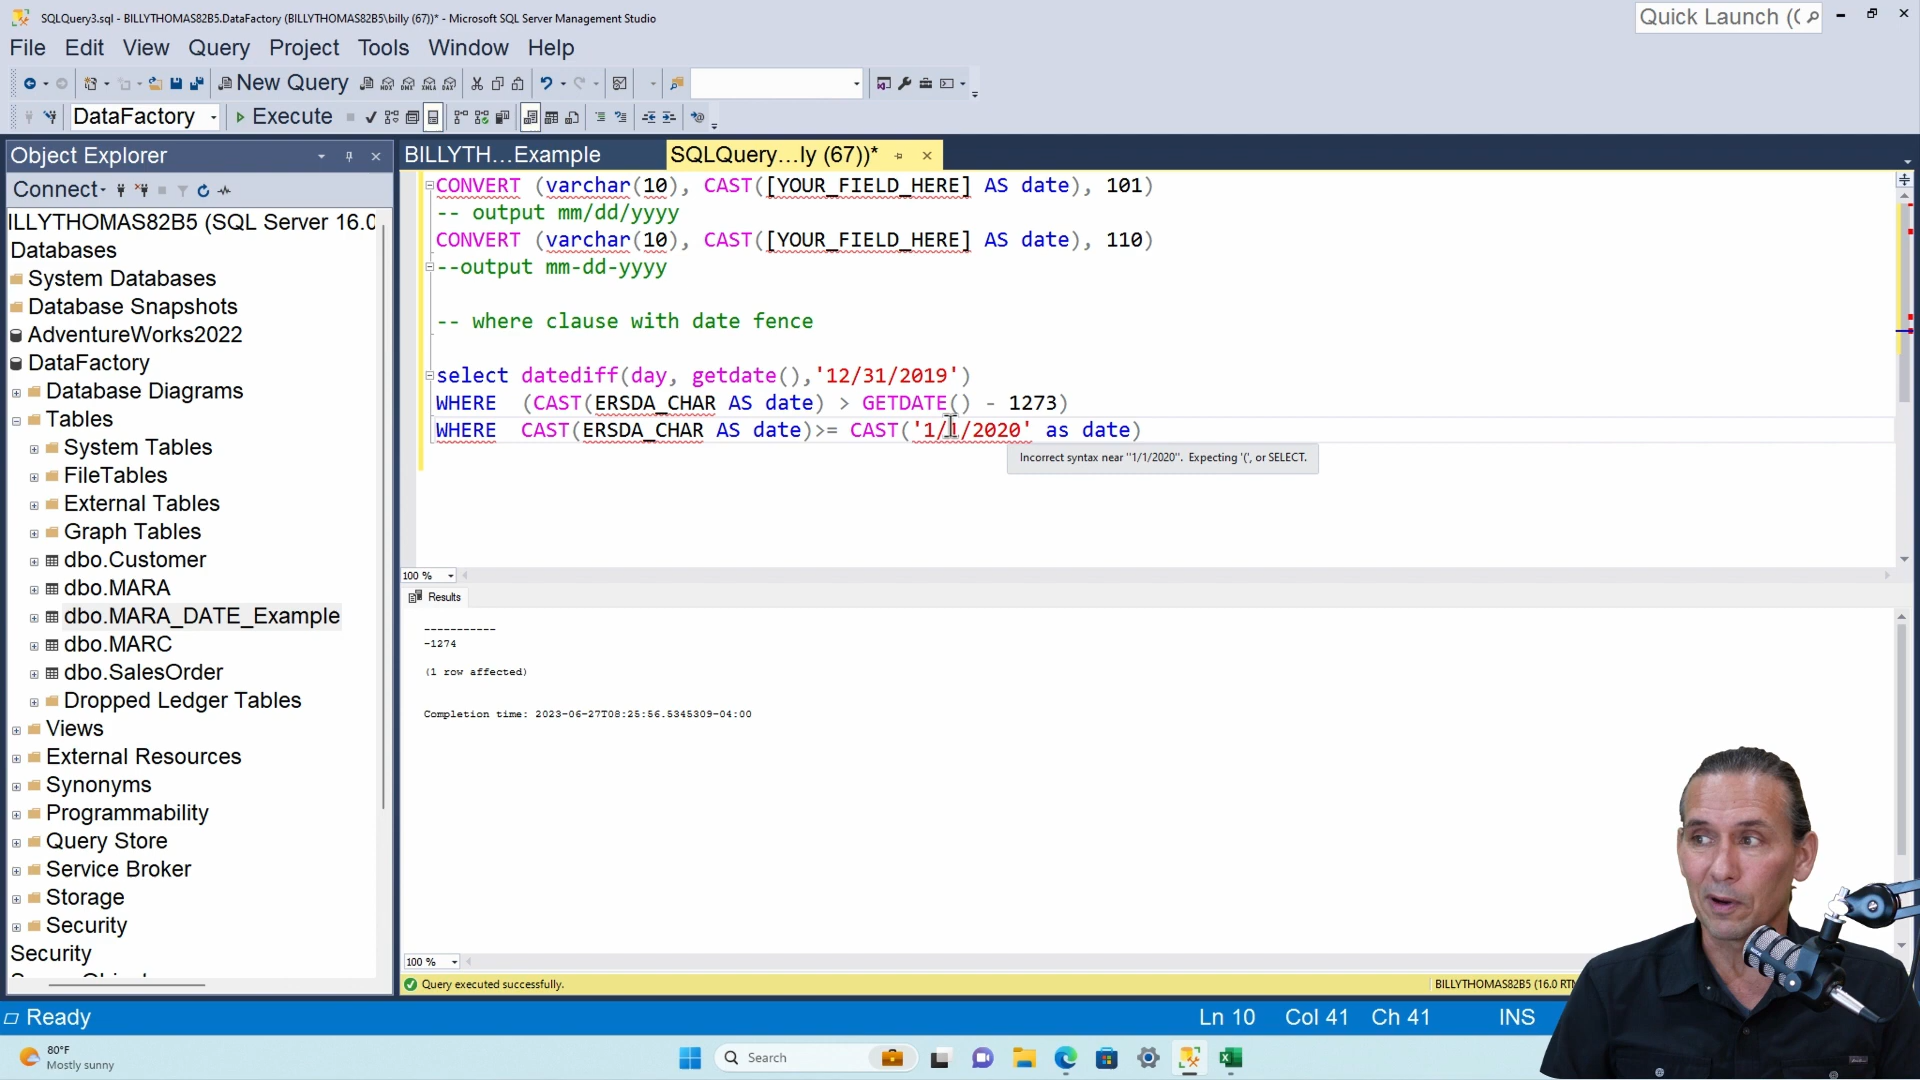 SQLQuery3.sql - BILLYTHOMAS82B5.DataFactory (BILLYTHOMAS82B5\billy (67))* - Microsoft SQL Server Management Studio
Quick Launch (
File Edit View Query Project Tools Window Help
New Query
DataFactory Execute
Object Explorer
BILLYTH...Example SQLQuery...ly (67))*
Connect
ILLYTHOMAS82B5 (SQL Server 16.0
Databases
System Databases
Database Snapshots
AdventureWorks2022
DataFactory
Database Diagrams
Tables
System Tables
FileTables
External Tables
Graph Tables
dbo.Customer
dbo.MARA
dbo.MARA_DATE_Example
dbo.MARC
dbo.SalesOrder
Dropped Ledger Tables
Views
External Resources
Synonyms
Programmability
Query Store
Service Broker
Storage
Security
Security
CONVERT (varchar(10), CAST([YOUR_FIELD_HERE] AS date), 101)
-- output mm/dd/yyyy
CONVERT (varchar(10), CAST([YOUR_FIELD_HERE] AS date), 110)
--output mm-dd-yyyy
-- where clause with date fence
select datediff(day, getdate(),'12/31/2019')
WHERE (CAST(ERSDA_CHAR AS date) > GETDATE() - 1273)
WHERE CAST(ERSDA_CHAR AS date)>= CAST('1/1/2020' as date)
Incorrect syntax near "1/1/2020". Expecting '(', or SELECT.
100 %
Results
-----------
-1274
(1 row affected)
Completion time: 2023-06-27T08:25:56.5345309-04:00
100 %
Query executed successfully.
BILLYTHOMAS82B5 (16.0 RTM
Ready
Ln 10 Col 41 Ch 41 INS
80°F
Mostly sunny
Search